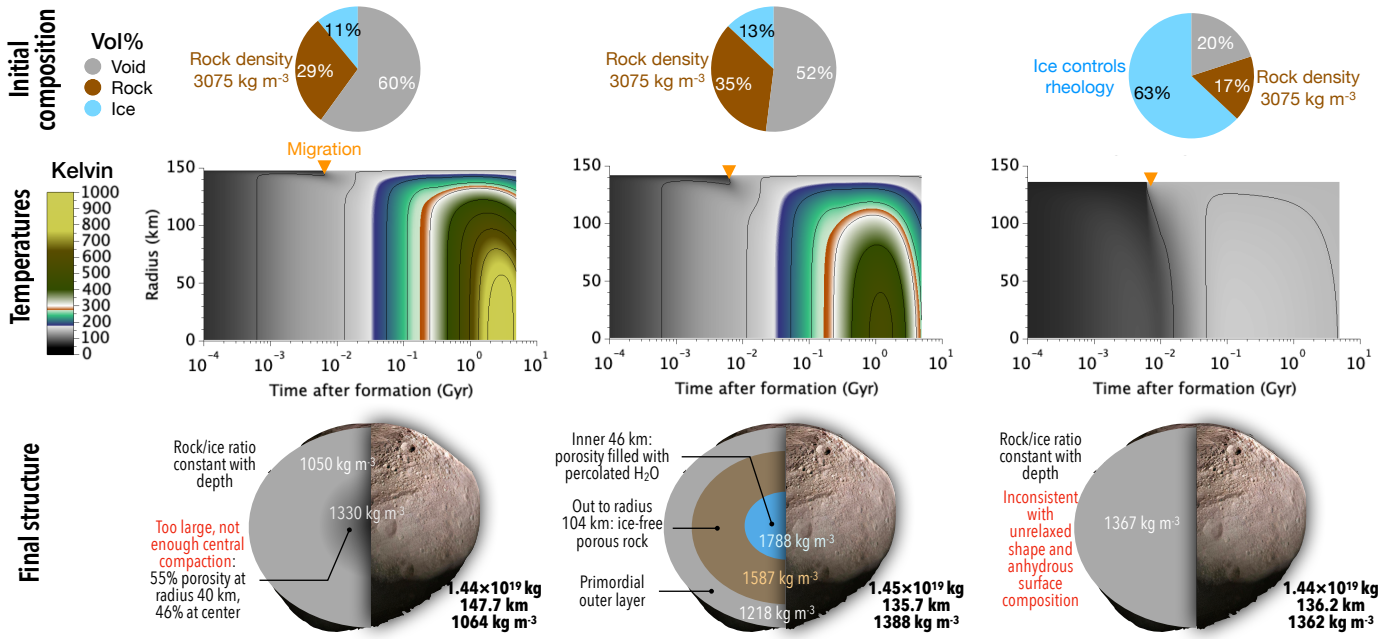 Initial
composition
Vol%
Void
Rock
Ice
Rock density
3075 kg m-3
11%
29%
60%
Rock density
3075 kg m-3
13%
35%
52%
Ice controls
rheology
20%
17%
63%
Rock density
3075 kg m-3
Temperatures
Kelvin
1000
900
800
700
600
500
400
300
200
100
0
Migration
Radius (km)
150
100
50
0
10−4 10−3 10−2 10−1 100 101
Time after formation (Gyr)
150
100
50
0
10−4 10−3 10−2 10−1 100 101
Time after formation (Gyr)
150
100
50
0
10−4 10−3 10−2 10−1 100 101
Time after formation (Gyr)
Final structure
Rock/ice ratio
constant with
depth
Too large, not
enough central
compaction:
55% porosity at
radius 40 km,
46% at center
1050 kg m-3
1330 kg m-3
1.44×1019 kg
147.7 km
1064 kg m-3
Inner 46 km:
porosity filled with
percolated H2O
Out to radius
104 km: ice-free
porous rock
Primordial
outer layer
1788 kg m-3
1587 kg m-3
1218 kg m-3
1.45×1019 kg
135.7 km
1388 kg m-3
Rock/ice ratio
constant with
depth
Inconsistent
with
unrelaxed
shape and
anhydrous
surface
composition
1367 kg m-3
1.44×1019 kg
136.2 km
1362 kg m-3